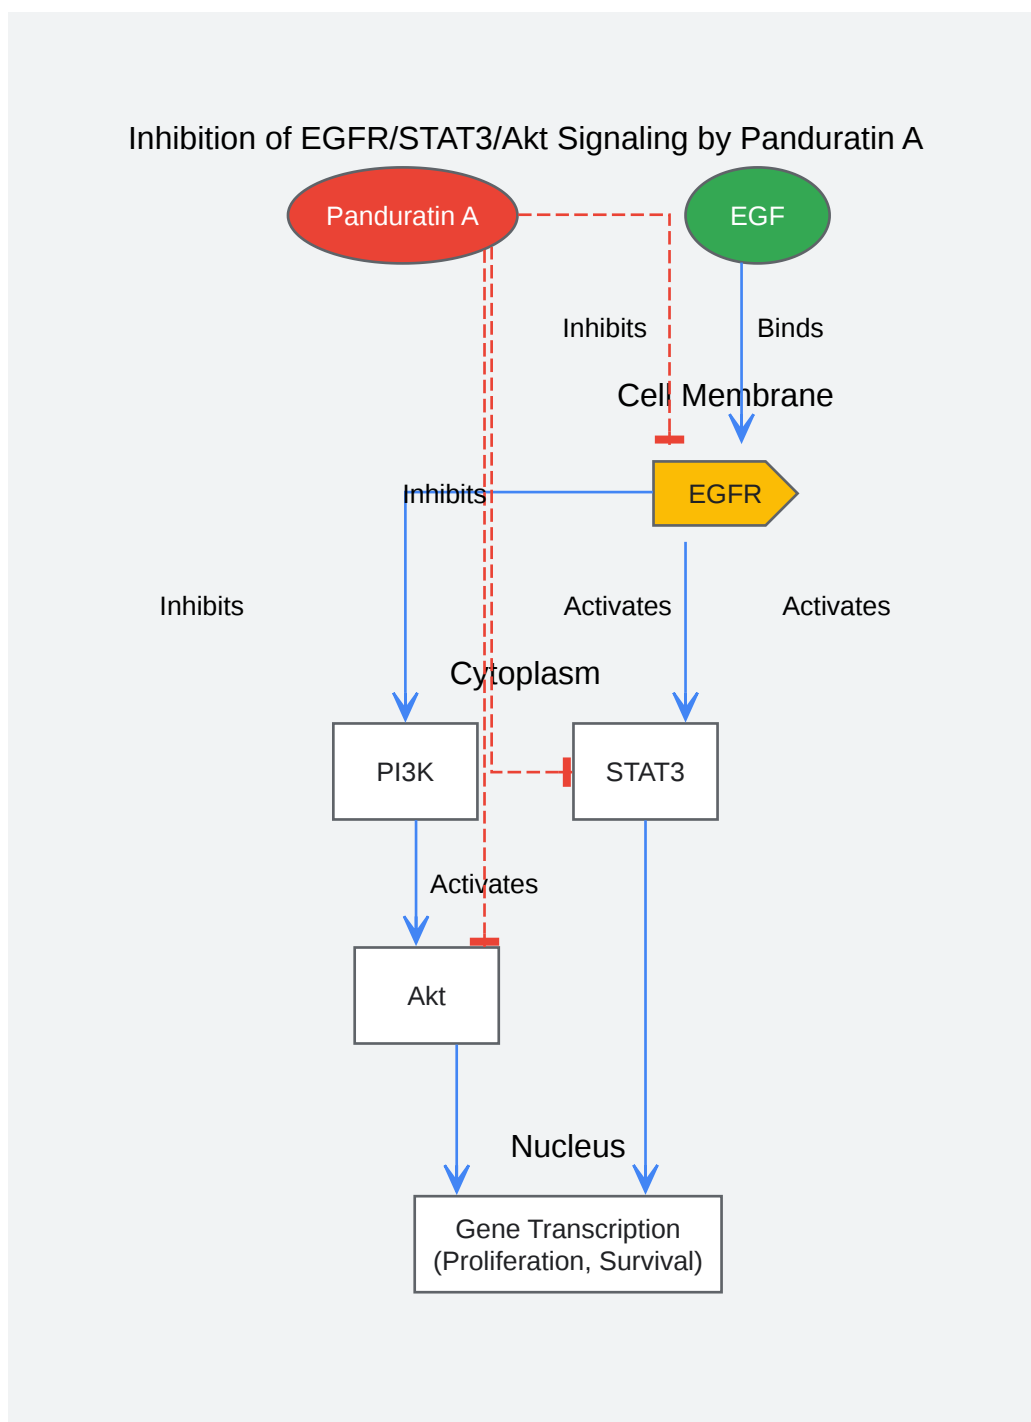 Inhibition of EGFR/STAT3/Akt Signaling by Panduratin A
Panduratin A
EGF
Inhibits
Binds
Cell Membrane
Inhibits
EGFR
Inhibits
Activates
Activates
Cytoplasm
PI3K
STAT3
Activates
Akt
Nucleus
Gene Transcription
(Proliferation, Survival)